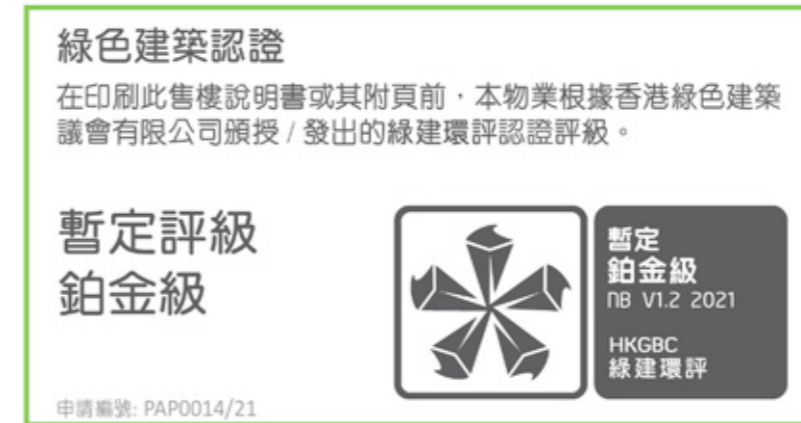 綠色建築認證
在印刷此售樓說明書或其附頁前，本物業根據香港綠色建築
議會有限公司頒授 / 發出的綠建環評認證評級。
暫定評級
鉑金級
暫定
鉑金級
NB V1.2 2021
HKGBC
綠建環評
申請編號: PAP0014/21